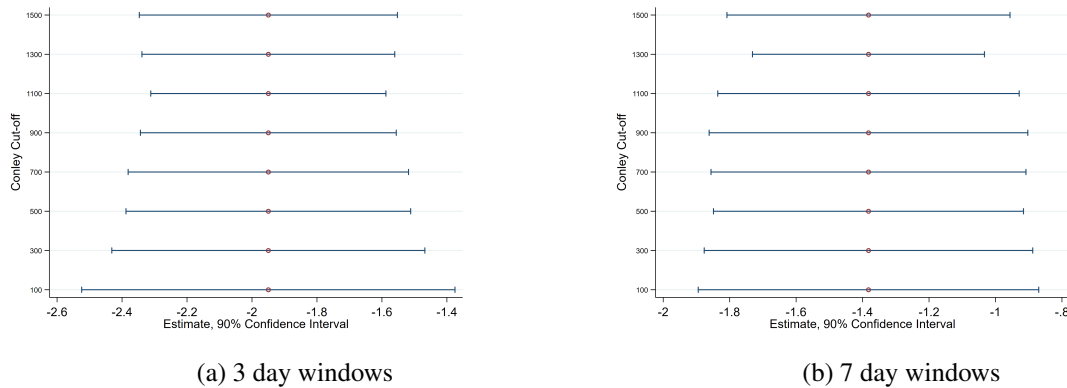 Conley Cut-off
1500
1300
1100
900
700
500
300
100
-2.6 -2.4 -2.2 -2 -1.8 -1.6 -1.4
Estimate, 90% Confidence Interval
(a) 3 day windows
Conley Cut-off
1500
1300
1100
900
700
500
300
100
-2 -1.8 -1.6 -1.4 -1.2 -1 -.8
Estimate, 90% Confidence Interval
(b) 7 day windows